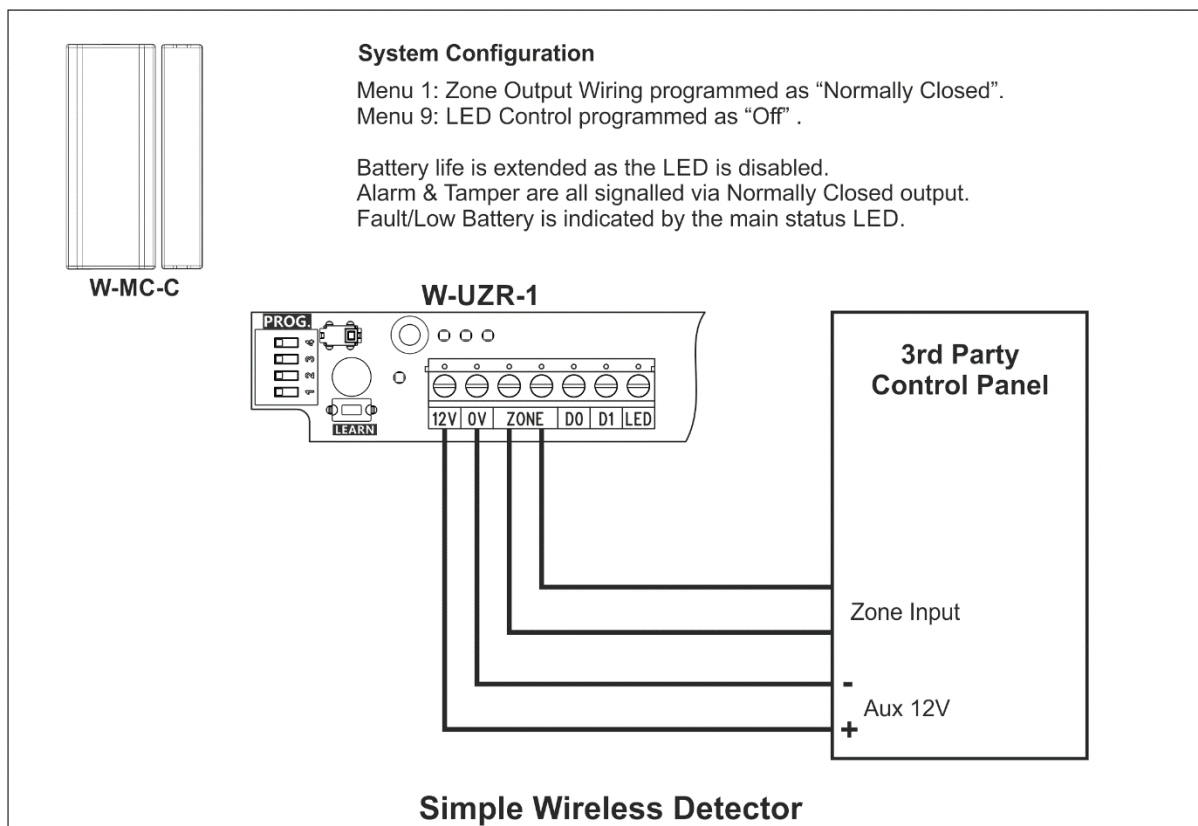 System Configuration
Menu 1: Zone Output Wiring programmed as “Normally Closed”.
Menu 9: LED Control programmed as “Off” .
Battery life is extended as the LED is disabled.
Alarm & Tamper are all signalled via Normally Closed output.
Fault/Low Battery is indicated by the main status LED.
W-MC-C
W-UZR-1
PROG.
4
3
2
1
LEARN
12V 0V ZONE D0 D1 LED
3rd Party
Control Panel
Zone Input
-
Aux 12V
+
Simple Wireless Detector